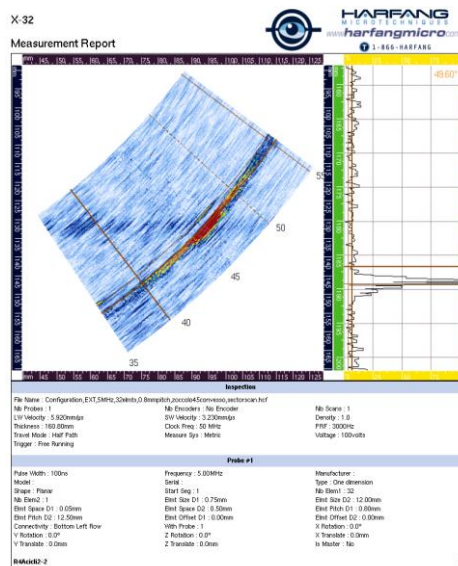 X-32
HARFANG
MICROTECHNIQUES
www.harfangmicro.com
1-866-HARFANG
Measurement Report
49.60°
55
50
45
40
35
Inspection
File Name : Configuration,EXT,5MHz,32elmts,0.8mmpitch,zoccolo45convesso,sectorscan.hcf
Nb Probes : 1 Nb Encoders : No Encoder Nb Scans : 1
LW Velocity : 5.920mm/µs SW Velocity : 3.230mm/µs Density : 1.0
Thickness : 160.80mm Clock Freq : 50 MHz PRF : 3000Hz
Travel Mode : Half Path Measure Sys : Metric Voltage : 100volts
Trigger : Free Running
Probe #1
Pulse Width : 100ns Frequency : 5.00MHz Manufacturer :
Model : Serial : Type : One dimension
Shape : Planar Start Seg : 1 Nb Elem1 : 32
Nb Elem2 : 1 Elmt Size D1 : 0.75mm Elmt Size D2 : 12.00mm
Elmt Space D1 : 0.05mm Elmt Space D2 : 0.50mm Elmt Pitch D1 : 0.80mm
Elmt Pitch D2 : 12.50mm Elmt Offset D1 : 0.00mm Elmt Offset D2 : 0.00mm
Connectivity : Bottom Left Row With Probe : 1 X Rotation : 0.0°
Y Rotation : 0.0° Z Rotation : 0.0° X Translate : 0.0mm
Y Translate : 0.0mm Z Translate : 0.0mm Is Master : No